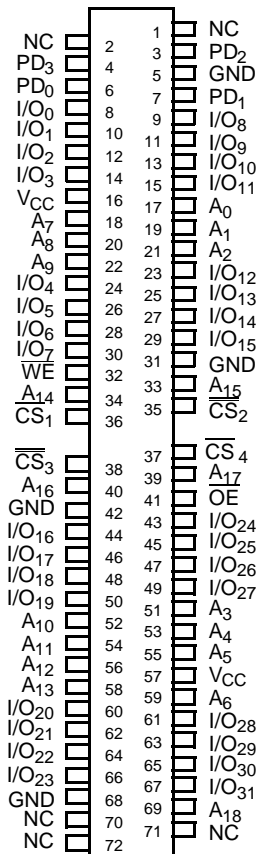 NC 2 1 NC
PD3 4 3 PD2
PD0 6 5 GND
I/O0 8 7 PD1
I/O1 10 9 I/O8
I/O2 12 11 I/O9
I/O3 14 13 I/O10
VCC 16 15 I/O11
A7 18 17 A0
A8 20 19 A1
A9 22 21 A2
I/O4 24 23 I/O12
I/O5 26 25 I/O13
I/O6 28 27 I/O14
I/O7 30 29 I/O15
WE 32 31 GND
A14 34 33 A15
CS1 36 35 CS2
CS3 38 37 CS4
A16 40 39 A17
GND 42 41 OE
I/O16 44 43 I/O24
I/O17 46 45 I/O25
I/O18 48 47 I/O26
I/O19 50 49 I/O27
A10 52 51 A3
A11 54 53 A4
A12 56 55 A5
A13 58 57 VCC
I/O20 60 59 A6
I/O21 62 61 I/O28
I/O22 64 63 I/O29
I/O23 66 65 I/O30
GND 68 67 I/O31
NC 70 69 A18
NC 72 71 NC